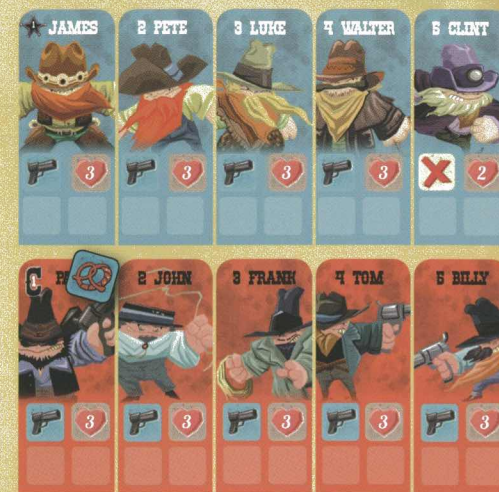 1 JAMES
2 PETE
3 LUKE
4 WALTER
5 CLINT
3
3
3
3
2
1
2 JOHN
3 FRANK
4 TOM
5 BILLY
3
3
3
3
3